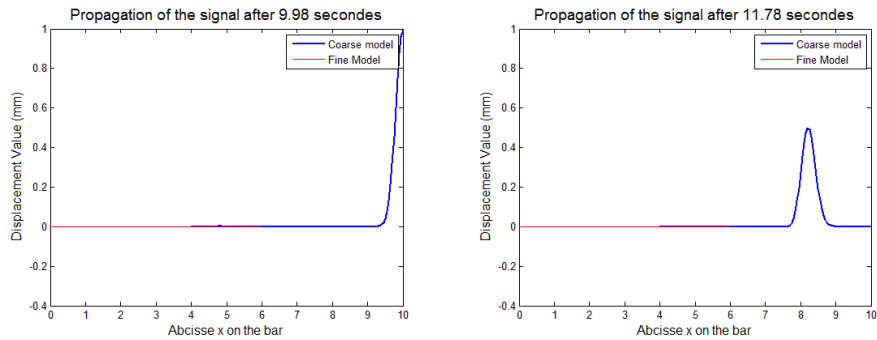 Propagation of the signal after 9.98 secondes
Coarse model
Fine Model
Displacement Value (mm)
1
0.8
0.6
0.4
0.2
0
-0.2
-0.4
0 1 2 3 4 5 6 7 8 9 10
Abcisse x on the bar
Propagation of the signal after 11.78 secondes
Coarse model
Fine Model
Displacement Value (mm)
1
0.8
0.6
0.4
0.2
0
-0.2
-0.4
0 1 2 3 4 5 6 7 8 9 10
Abcisse x on the bar